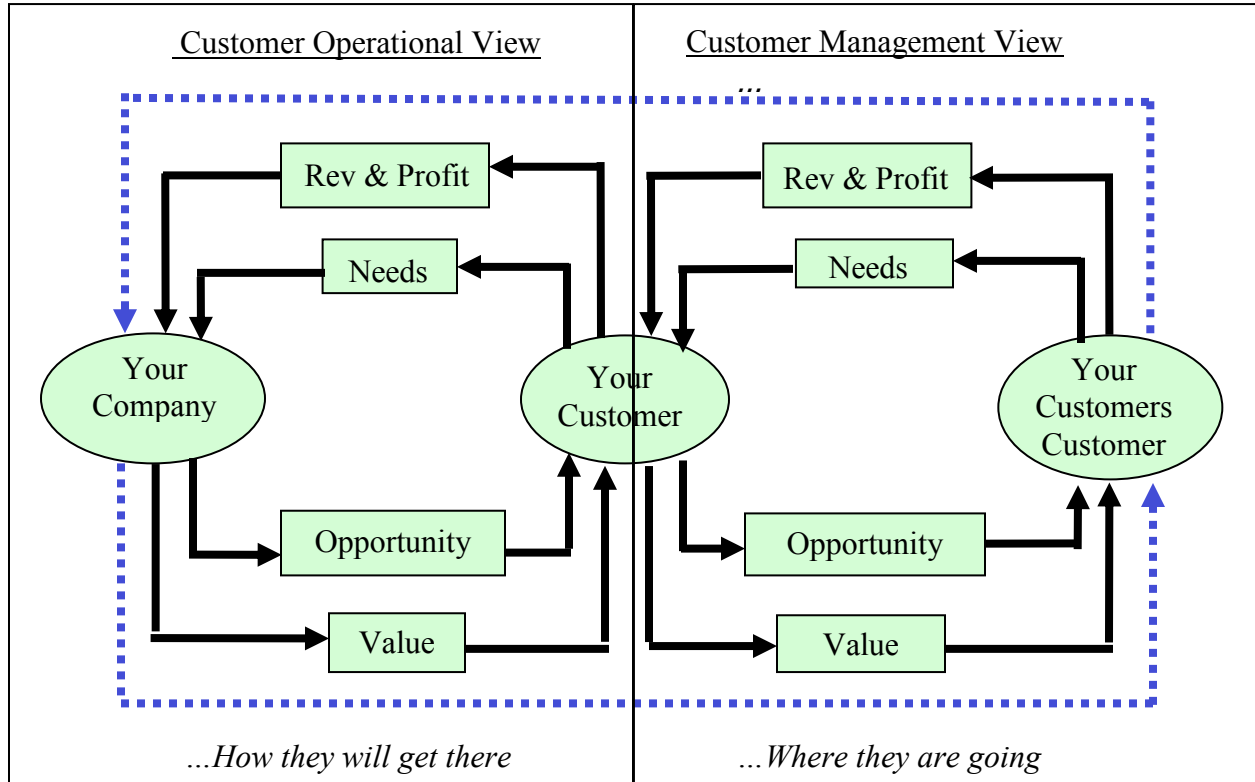 Customer Operational View
Customer Management View
...
Rev & Profit
Rev & Profit
Needs
Needs
Your
Company
Your
Customer
Your
Customers
Customer
Opportunity
Opportunity
Value
Value
...How they will get there
...Where they are going